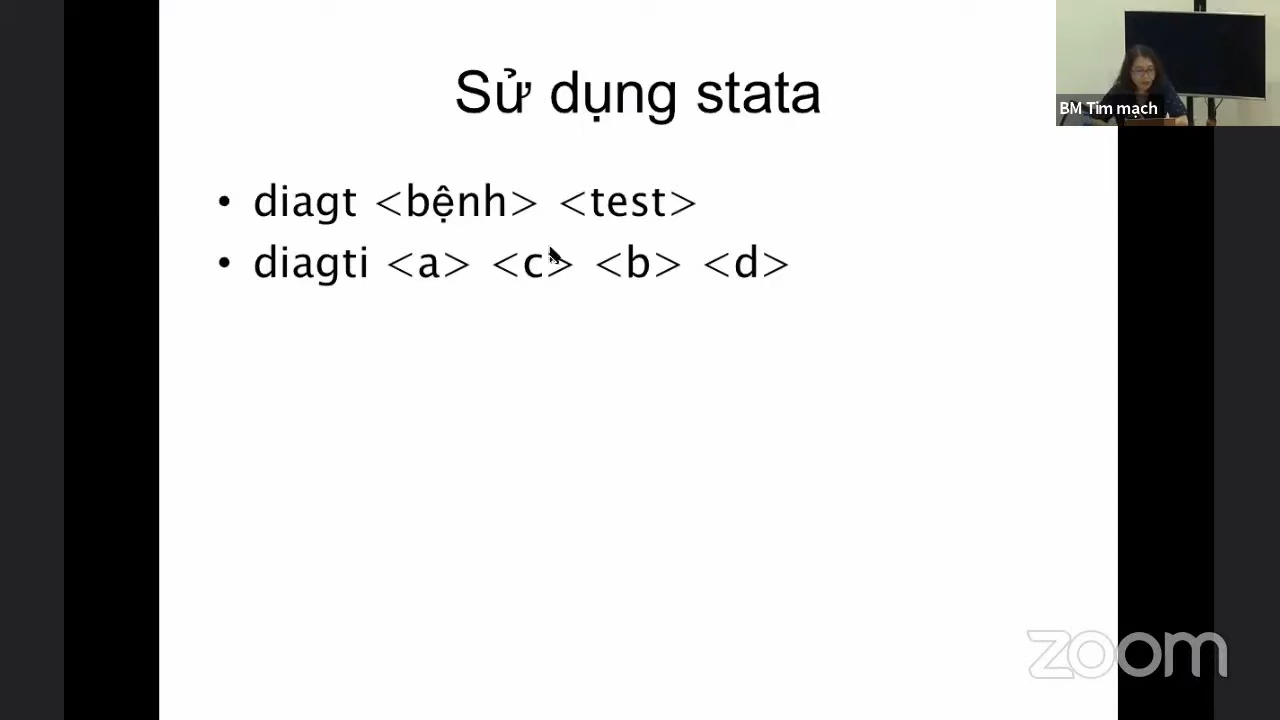 Sử dụng stata
BM Tim mạch
• diagt <bệnh> <test>
• diagti <a> <c> <b> <d>
zoom